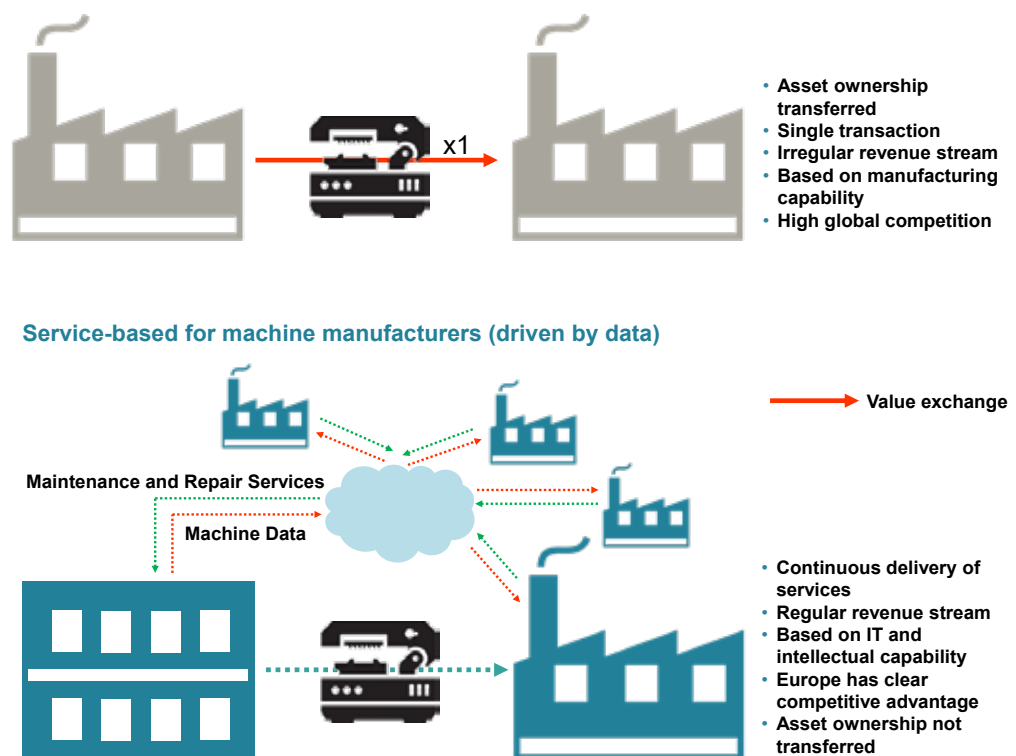 x1
• Asset ownership
transferred
• Single transaction
• Irregular revenue stream
• Based on manufacturing
capability
• High global competition
Service-based for machine manufacturers (driven by data)
Value exchange
Maintenance and Repair Services
Machine Data
• Continuous delivery of
services
• Regular revenue stream
• Based on IT and
intellectual capability
• Europe has clear
competitive advantage
• Asset ownership not
transferred